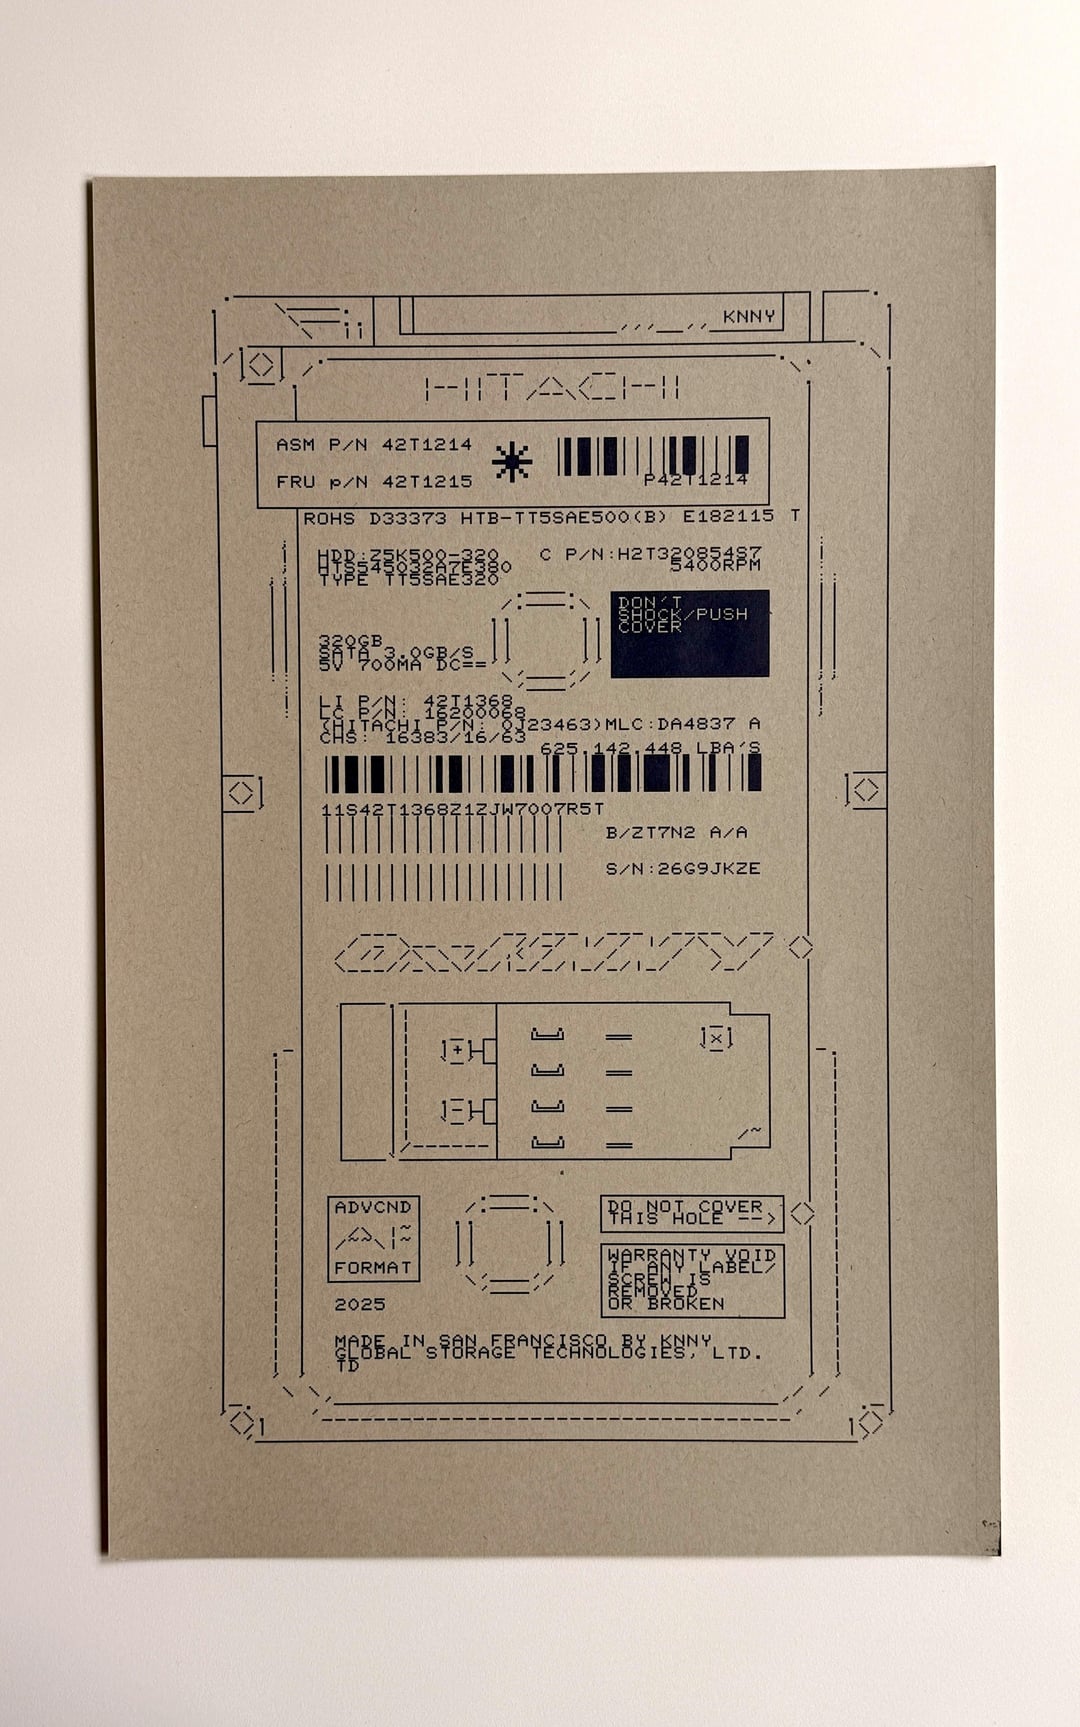 KNNY
HITACHI
ASM P/N 42T1214
FRU p/N 42T1215
P42T1214
ROHS D33373 HTB-TT5SAE500(B) E182115 T
HDD:Z5K500-320
HTS545032A7E380
TYPE TT5SAE320
C P/N:H2T320854S7
5400RPM
DON'T
SHOCK/PUSH
COVER
320GB
SATA 3.0GB/S
5V 700MA DC==
LI P/N: 42T1368
LC P/N: 16200068
(HITACHI P/N: 0J23463)MLC:DA4837 A
CHS: 16383/16/63
625,142,448 LBA'S
11S42T1368Z1ZJW7007R5T
B/ZT7N2 A/A
S/N:26G9JKZE
ADVCND
FORMAT
2025
DO NOT COVER
THIS HOLE -->
WARRANTY VOID
IF ANY LABEL/
SCREW IS
REMOVED
OR BROKEN
MADE IN SAN FRANCISCO BY KNNY
GLOBAL STORAGE TECHNOLOGIES, LTD.
TD